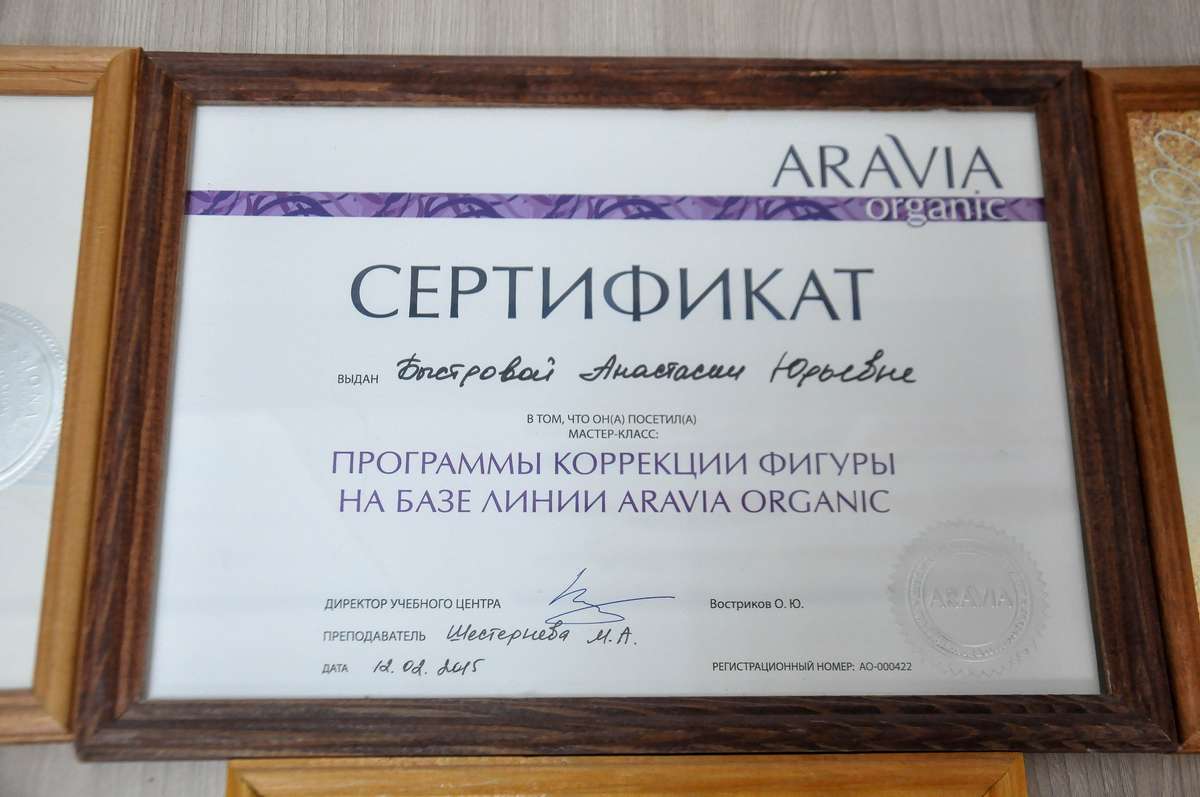 ARAVIA
organic
СЕРТИФИКАТ
ВЫДАН Быстровой Анастасии Юрьевне
В ТОМ, ЧТО ОН(А) ПОСЕТИЛ(А)
МАСТЕР-КЛАСС:
ПРОГРАММЫ КОРРЕКЦИИ ФИГУРЫ
НА БАЗЕ ЛИНИИ ARAVIA ORGANIC
ДИРЕКТОР УЧЕБНОГО ЦЕНТРА Востриков О. Ю.
ПРЕПОДАВАТЕЛЬ Шестернева М.А.
ДАТА 12.02.2015
РЕГИСТРАЦИОННЫЙ НОМЕР: АО-000422
ARAVIA